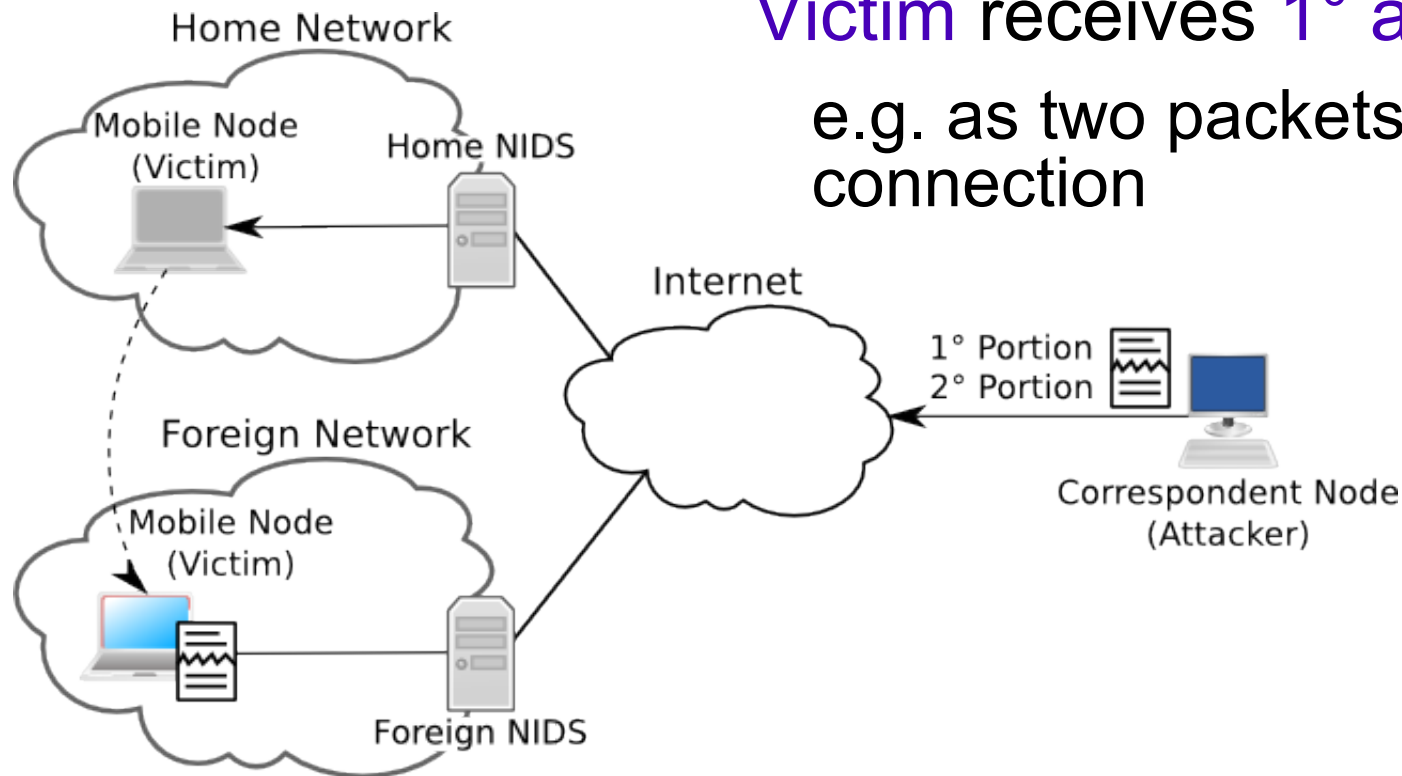 Victim receives 1° a
e.g. as two packets
connection
Home Network
Mobile Node
(Victim)
Home NIDS
Internet
1° Portion
2° Portion
Correspondent Node
(Attacker)
Foreign Network
Mobile Node
(Victim)
Foreign NIDS